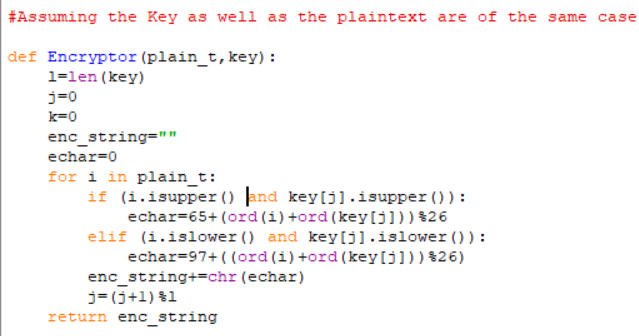 #Assuming the Key as well as the plaintext are of the same case
def Encryptor(plain_t,key):
    l=len(key)
    j=0
    k=0
    enc_string=""
    echar=0
    for i in plain_t:
        if (i.isupper() and key[j].isupper()):
            echar=65+(ord(i)+ord(key[j]))%26
        elif (i.islower() and key[j].islower()):
            echar=97+((ord(i)+ord(key[j]))%26)
        enc_string+=chr(echar)
        j=(j+1)%l
    return enc_string